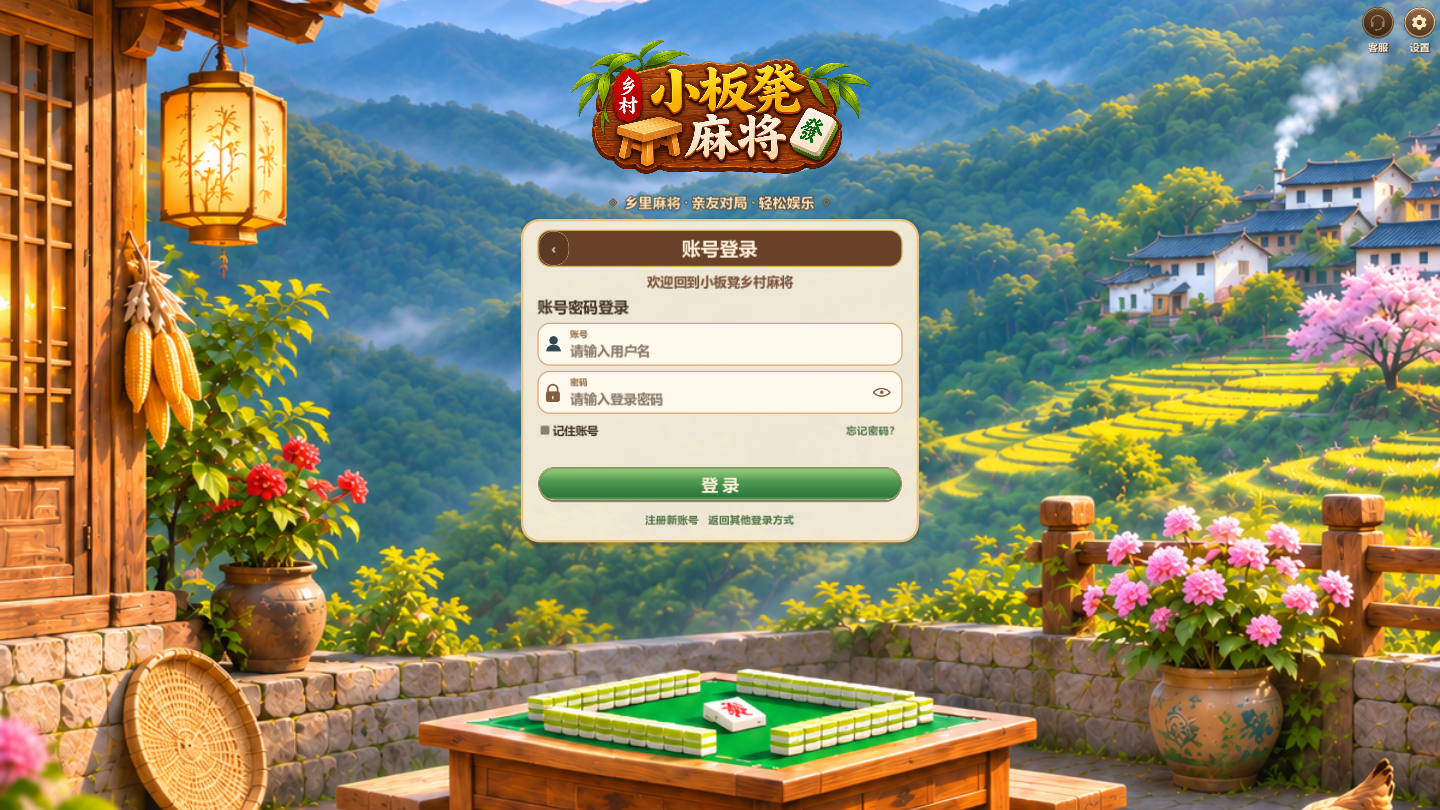 客服
设置
乡村
小板凳
麻将
發
乡里麻将 · 亲友对局 · 轻松娱乐
‹ 账号登录
欢迎回到小板凳乡村麻将
账号密码登录
账号
请输入用户名
密码
请输入登录密码
记住账号 忘记密码?
登 录
注册新账号 返回其他登录方式
發